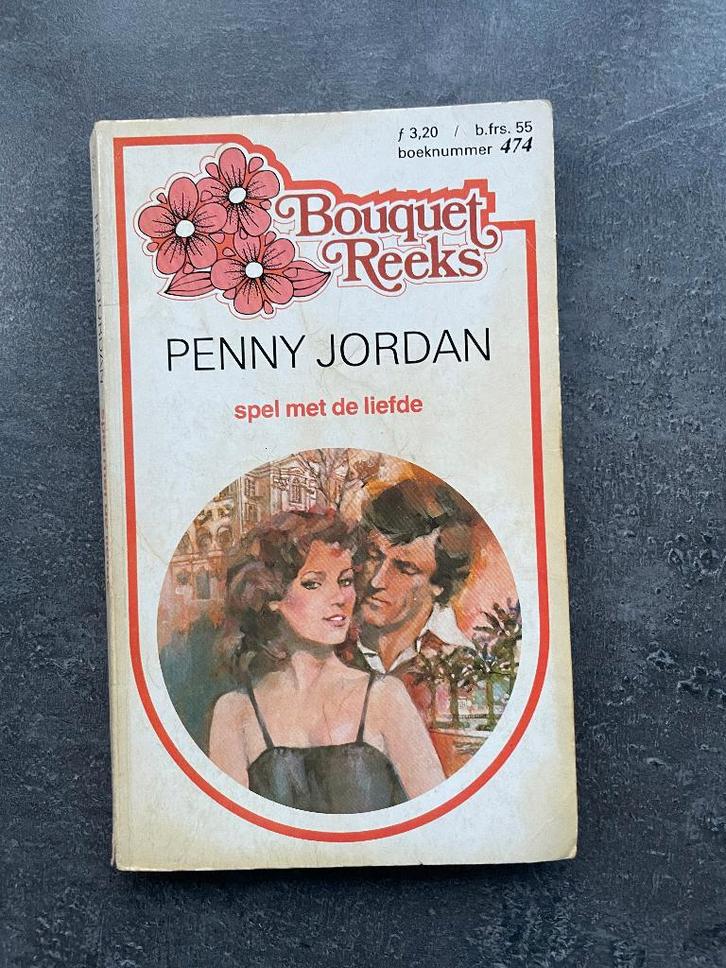 ƒ 3,20 / b.frs. 55
boeknummer 474
Bouquet
Reeks
PENNY JORDAN
spel met de liefde